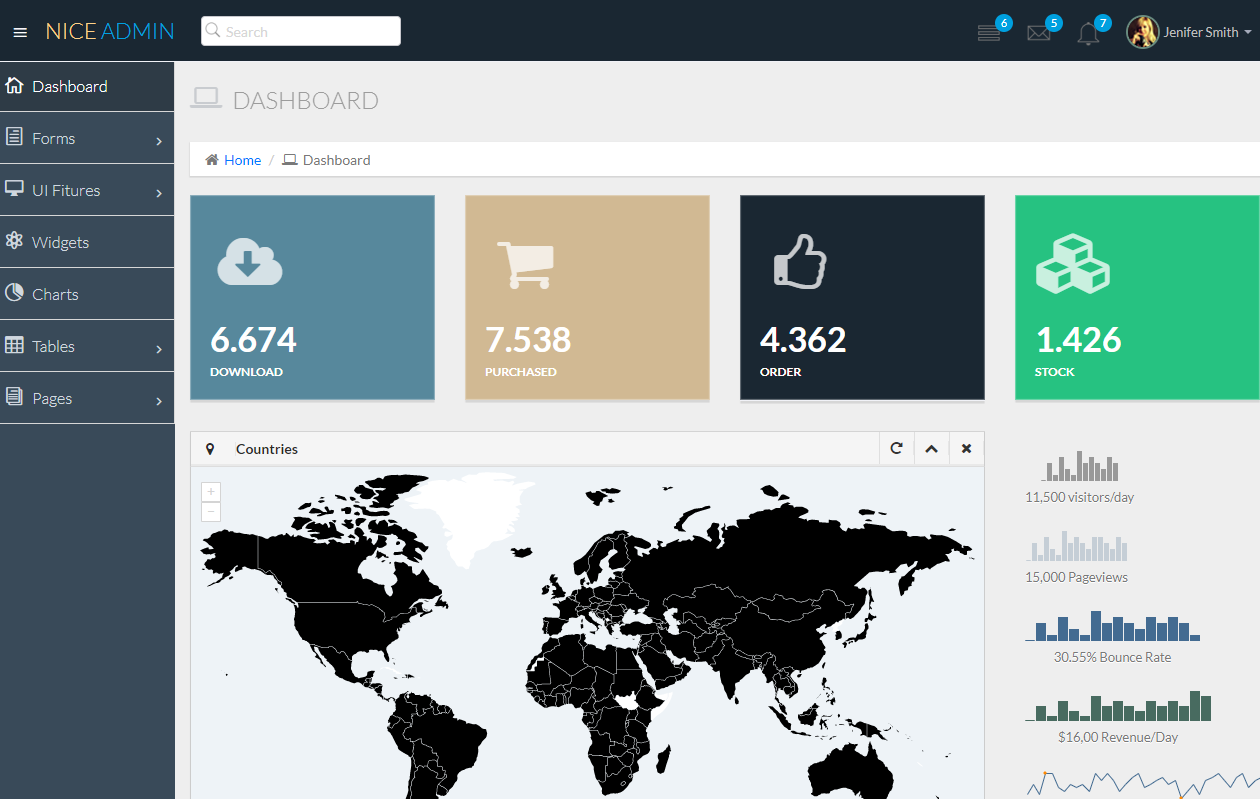 NICE ADMIN
Search
6
5
7
Jenifer Smith
Dashboard
Forms
UI Fitures
Widgets
Charts
Tables
Pages
DASHBOARD
Home / Dashboard
6.674
DOWNLOAD
7.538
PURCHASED
4.362
ORDER
1.426
STOCK
Countries
+
−
11,500 visitors/day
15,000 Pageviews
30.55% Bounce Rate
$16,00 Revenue/Day